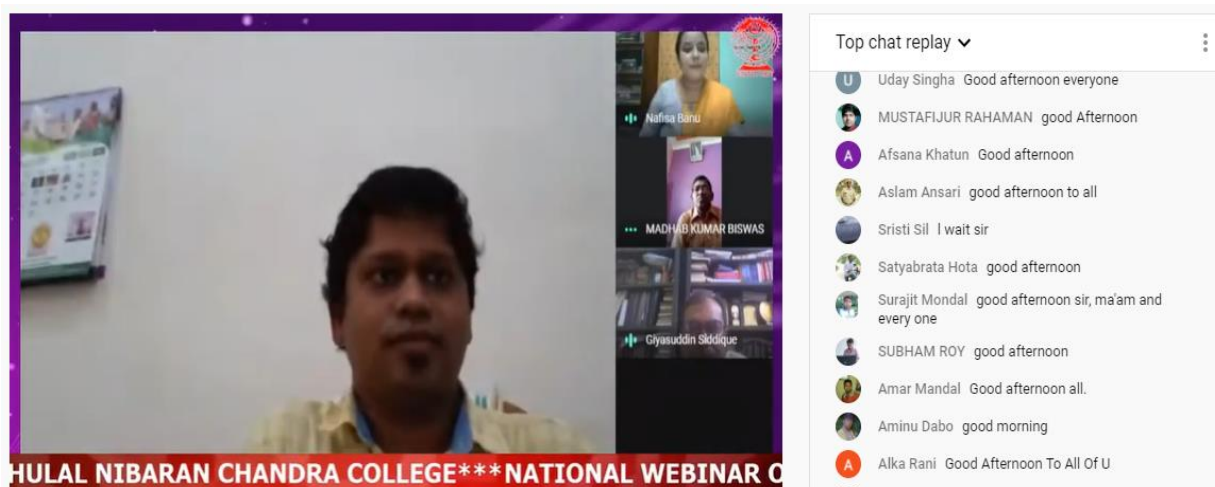 Nafisa Banu
MADHAB KUMAR BISWAS
Giyasuddin Siddique
HULAL NIBARAN CHANDRA COLLEGE***NATIONAL WEBINAR O
Top chat replay
U Uday Singha Good afternoon everyone
MUSTAFIJUR RAHAMAN good Afternoon
A Afsana Khatun Good afternoon
Aslam Ansari good afternoon to all
Sristi Sil I wait sir
Satyabrata Hota good afternoon
Surajit Mondal good afternoon sir, ma'am and
every one
SUBHAM ROY good afternoon
Amar Mandal Good afternoon all.
Aminu Dabo good morning
A Alka Rani Good Afternoon To All Of U